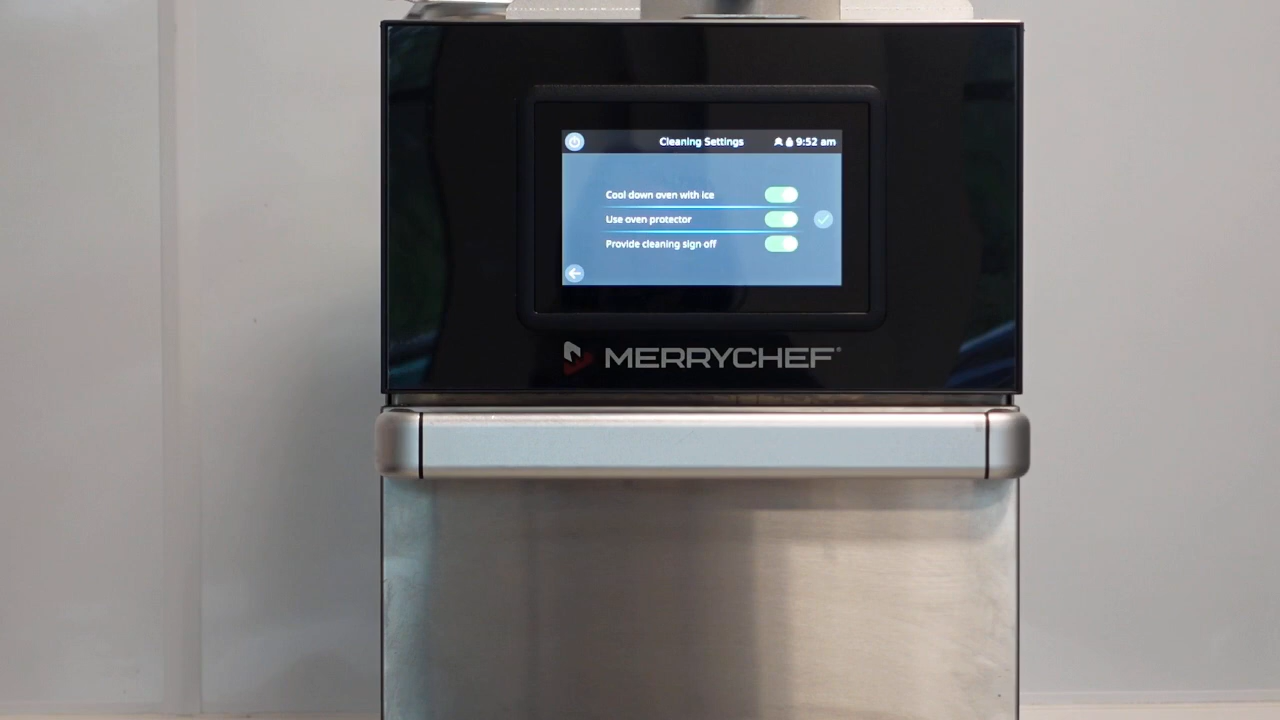 Cleaning Settings
9:52 am
Cool down oven with ice
Use oven protector
Provide cleaning sign off
MERRYCHEF®